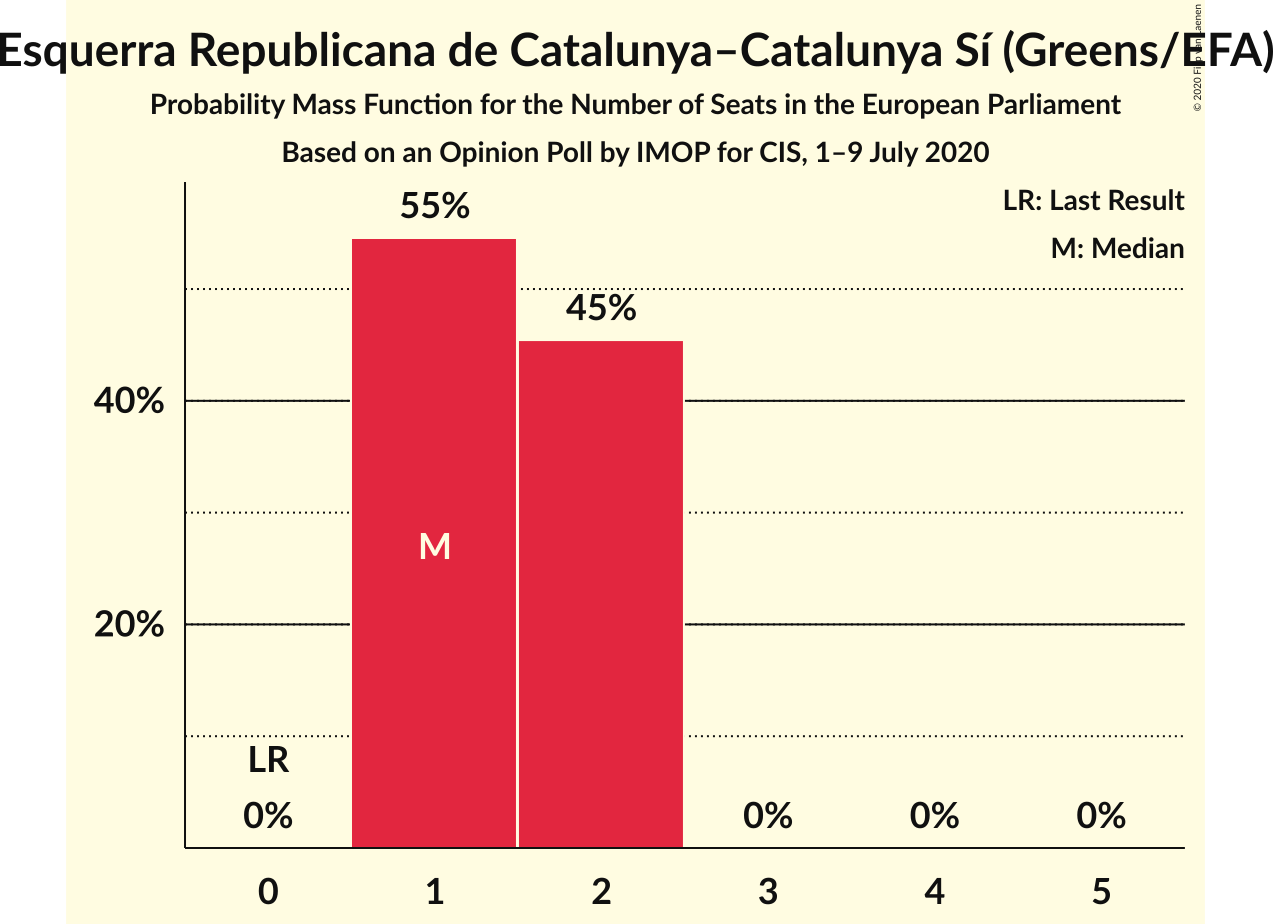 Esquerra Republicana de Catalunya–Catalunya Sí (Greens/EFA)
Probability Mass Function for the Number of Seats in the European Parliament
Based on an Opinion Poll by IMOP for CIS, 1–9 July 2020
© 2020
LR: Last Result
M: Median
55%
45%
40%
M
20%
LR
0% 0% 0% 0%
0 1 2 3 4 5